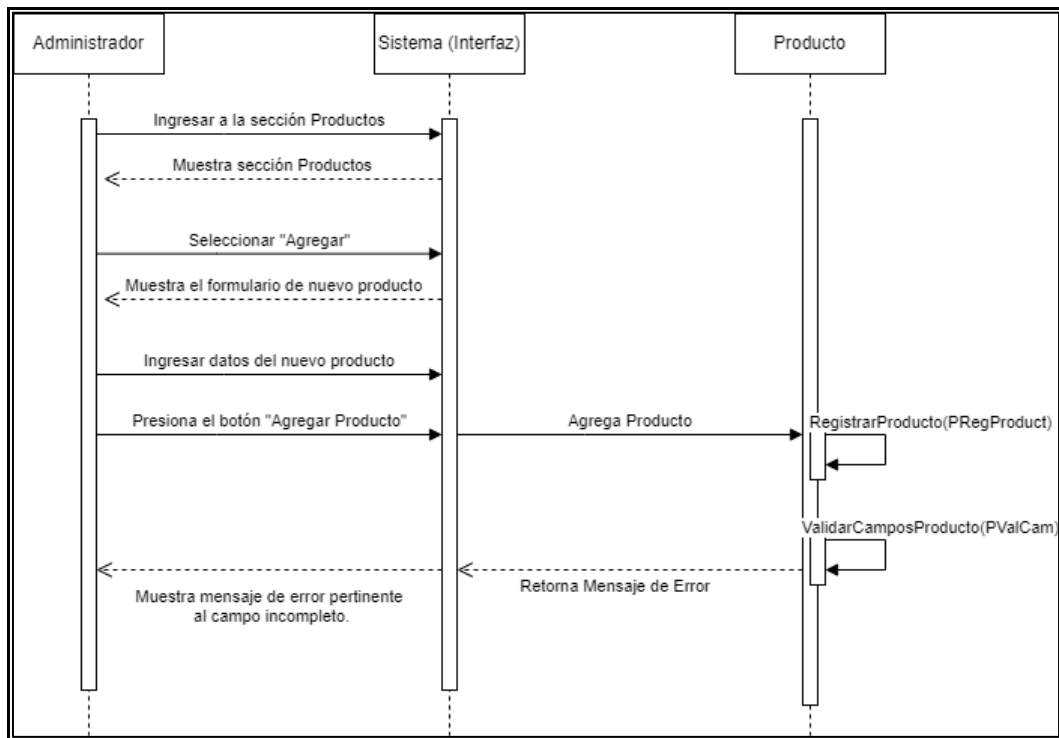 Administrador
Sistema (Interfaz)
Producto
Ingresar a la sección Productos
Muestra sección Productos
Seleccionar "Agregar"
Muestra el formulario de nuevo producto
Ingresar datos del nuevo producto
Presiona el botón "Agregar Producto"
Agrega Producto
RegistrarProducto(PRegProduct)
ValidarCamposProducto(PValCam)
Retorna Mensaje de Error
Muestra mensaje de error pertinente
al campo incompleto.